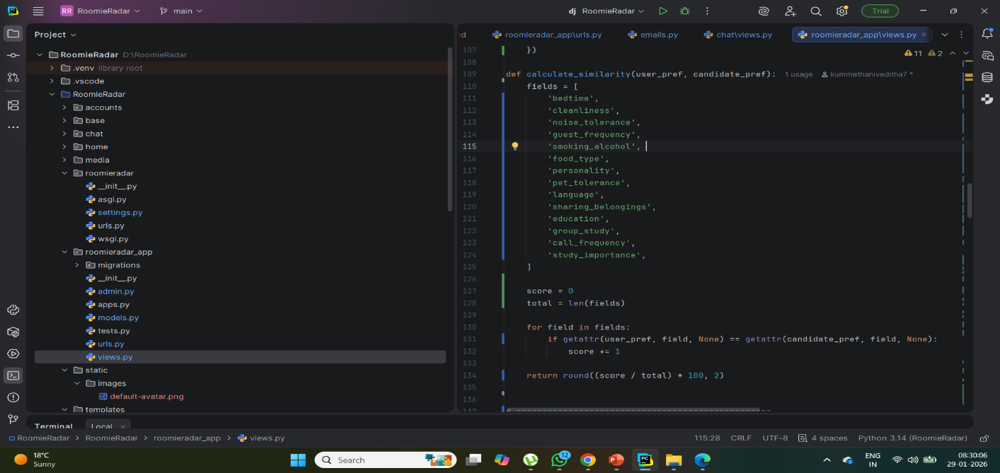 RR RoomieRadar main dj RoomieRadar Trial
Project
RoomieRadar D:\RoomieRadar
.venv library root
.vscode
RoomieRadar
accounts
base
chat
home
media
roomieradar
__init__.py
asgi.py
settings.py
urls.py
wsgi.py
roomieradar_app
migrations
__init__.py
admin.py
apps.py
models.py
tests.py
urls.py
views.py
static
images
default-avatar.png
templates
roomieradar_app\urls.py emails.py chat\views.py roomieradar_app\views.py
11 2
107 })
108
109 def calculate_similarity(user_pref, candidate_pref): 1 usage kummethaniveditha7 *
110 fields = [
111 'bedtime',
112 'cleanliness',
113 'noise_tolerance',
114 'guest_frequency',
115 'smoking_alcohol',
116 'food_type',
117 'personality',
118 'pet_tolerance',
119 'language',
120 'sharing_belongings',
121 'education',
122 'group_study',
123 'call_frequency',
124 'study_importance',
125 ]
126
127 score = 0
128 total = len(fields)
129
130 for field in fields:
131 if getattr(user_pref, field, None) == getattr(candidate_pref, field, None):
132 score += 1
133
134 return round((score / total) * 100, 2)
135
136
137
Terminal Local
RoomieRadar > RoomieRadar > roomieradar_app > views.py 115:28 CRLF UTF-8 4 spaces Python 3.14 (RoomieRadar)
18°C
Sunny
Search
12
ENG
IN
08:30:06
29-01-2026